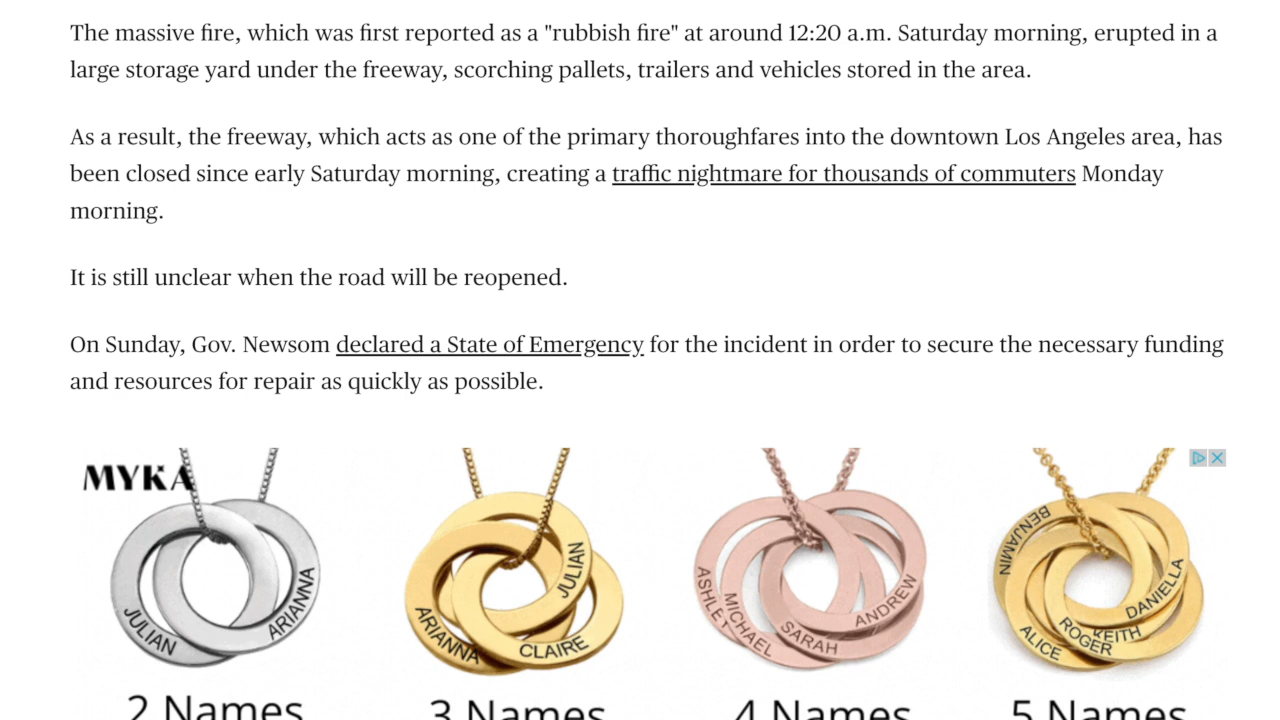 The massive fire, which was first reported as a "rubbish fire" at around 12:20 a.m. Saturday morning, erupted in a
large storage yard under the freeway, scorching pallets, trailers and vehicles stored in the area.
As a result, the freeway, which acts as one of the primary thoroughfares into the downtown Los Angeles area, has
been closed since early Saturday morning, creating a traffic nightmare for thousands of commuters Monday
morning.
It is still unclear when the road will be reopened.
On Sunday, Gov. Newsom declared a State of Emergency for the incident in order to secure the necessary funding
and resources for repair as quickly as possible.
MYKA
JULIAN
ARIANNA
ARIANNA
CLAIRE
JULIAN
ASHLEY
MICHAEL
SARAH
ANDREW
BENJAMIN
ALICE
ROGER
KEITH
DANIELLA
2 Names
3 Names
4 Names
5 Names